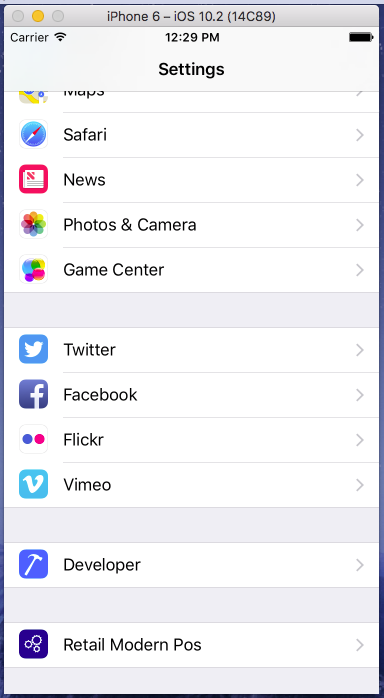 iPhone 6 – iOS 10.2 (14C89)
Carrier 12:29 PM
Settings
Maps
Safari
News
Photos & Camera
Game Center
Twitter
Facebook
Flickr
Vimeo
Developer
Retail Modern Pos